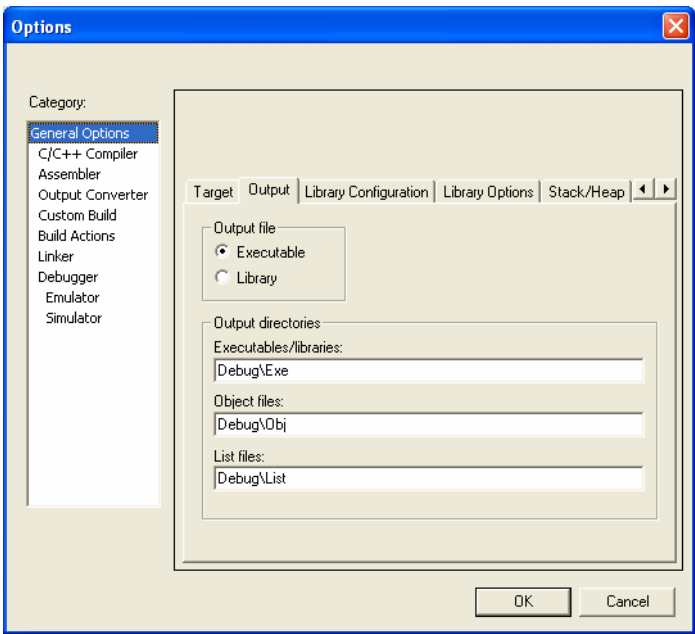 Options
Category:
General Options
C/C++ Compiler
Assembler
Output Converter
Custom Build
Build Actions
Linker
Debugger
Emulator
Simulator
Target Output Library Configuration Library Options Stack/Heap
Output file
Executable
Library
Output directories
Executables/libraries:
Debug\Exe
Object files:
Debug\Obj
List files:
Debug\List
OK Cancel